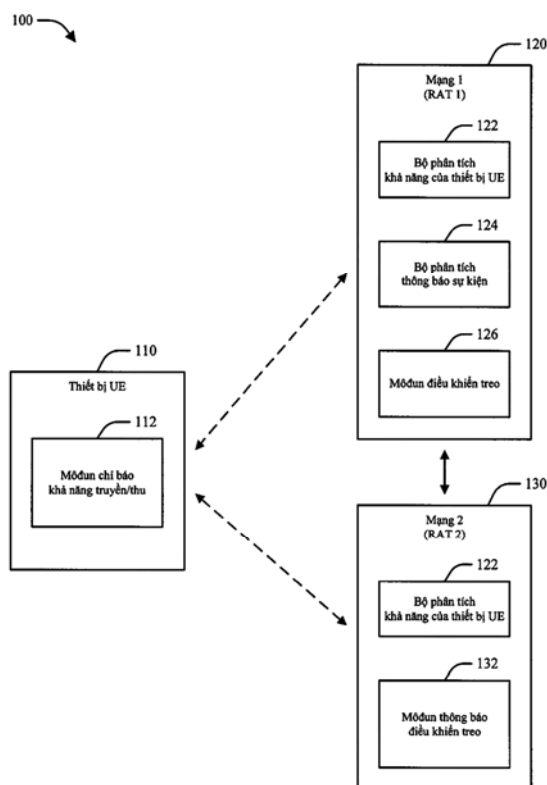 100
120
Mạng 1
(RAT 1)
122
Bộ phân tích
khả năng của thiết bị UE
124
Bộ phân tích
thông báo sự kiện
126
Môđun điều khiển treo
110
Thiết bị UE
112
Môđun chỉ báo
khả năng truyền/thu
130
Mạng 2
(RAT 2)
122
Bộ phân tích
khả năng của thiết bị UE
132
Môđun thông báo
điều khiển treo